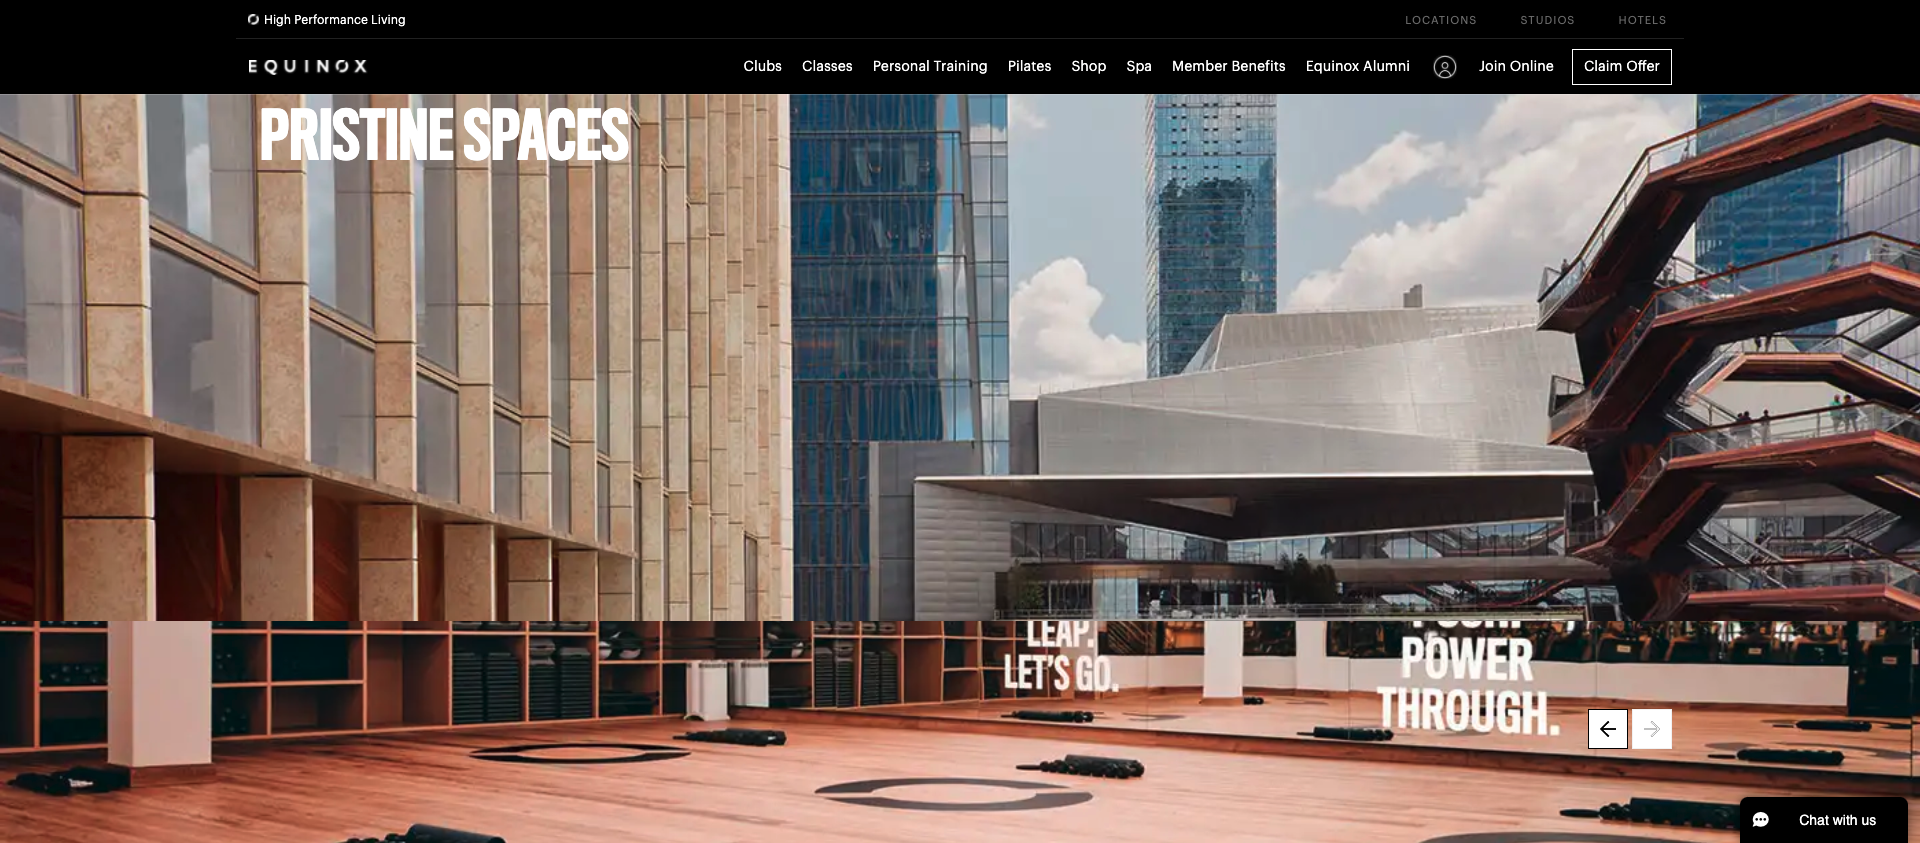 High Performance Living
LOCATIONS
STUDIOS
HOTELS
EQUINOX
Clubs
Classes
Personal Training
Pilates
Shop
Spa
Member Benefits
Equinox Alumni
Join Online
Claim Offer
PRISTINE SPACES
LEAP.
LET'S GO.
POWER
THROUGH.
Chat with us